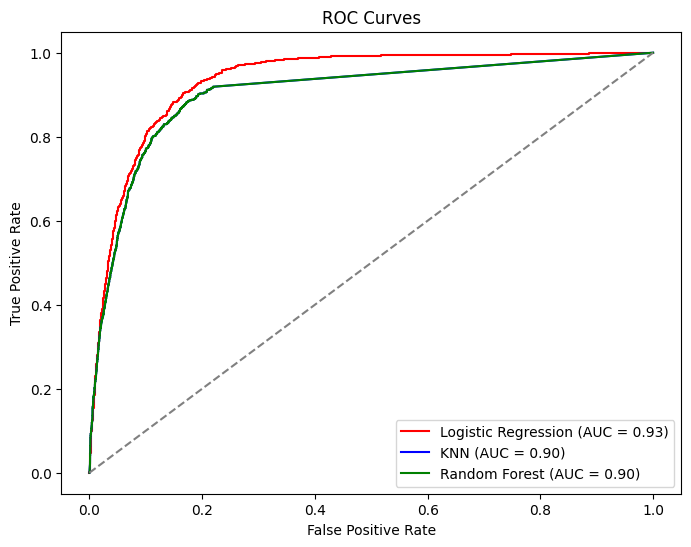 ROC Curves
1.0
0.8
0.6
0.4
0.2
0.0
True Positive Rate
Logistic Regression (AUC = 0.93)
KNN (AUC = 0.90)
Random Forest (AUC = 0.90)
0.0 0.2 0.4 0.6 0.8 1.0
False Positive Rate